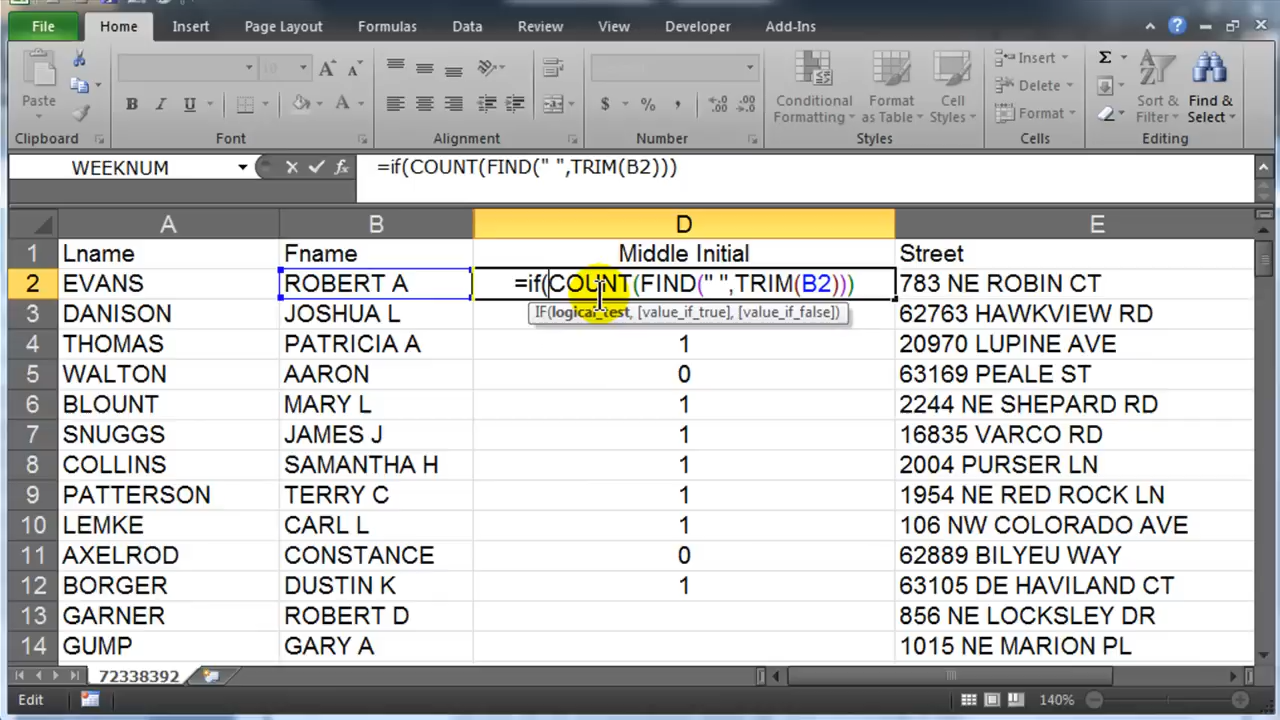 File Home Insert Page Layout Formulas Data Review View Developer Add-Ins
Paste
B I U A A A
$ % ,
Conditional Formatting
Format as Table
Cell Styles
Insert
Delete
Format
Σ
Sort & Filter
Find & Select
Clipboard Font Alignment Number Styles Cells Editing
WEEKNUM fx =if(COUNT(FIND(" ",TRIM(B2)))
A B D E
1 Lname Fname Middle Initial Street
2 EVANS ROBERT A =if(COUNT(FIND(" ",TRIM(B2))) 783 NE ROBIN CT
IF(logical_test, [value_if_true], [value_if_false])
3 DANISON JOSHUA L 62763 HAWKVIEW RD
4 THOMAS PATRICIA A 1 20970 LUPINE AVE
5 WALTON AARON 0 63169 PEALE ST
6 BLOUNT MARY L 1 2244 NE SHEPARD RD
7 SNUGGS JAMES J 1 16835 VARCO RD
8 COLLINS SAMANTHA H 1 2004 PURSER LN
9 PATTERSON TERRY C 1 1954 NE RED ROCK LN
10 LEMKE CARL L 1 106 NW COLORADO AVE
11 AXELROD CONSTANCE 0 62889 BILYEU WAY
12 BORGER DUSTIN K 1 63105 DE HAVILAND CT
13 GARNER ROBERT D 856 NE LOCKSLEY DR
14 GUMP GARY A 1015 NE MARION PL
72338392
Edit 140%